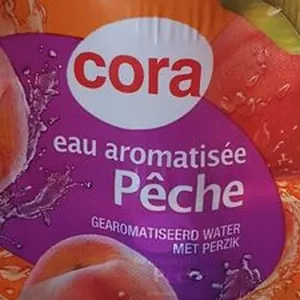 cora
eau aromatisée
Pêche
GEAROMATISEERD WATER
MET PERZIK